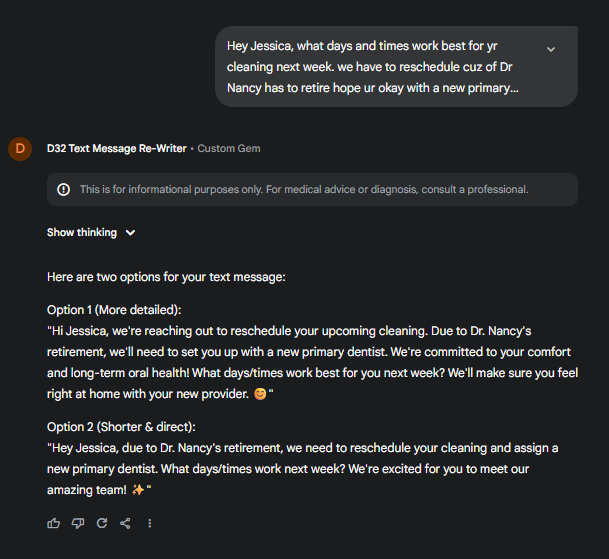 Hey Jessica, what days and times work best for yr
cleaning next week. we have to reschedule cuz of Dr
Nancy has to retire hope ur okay with a new primary...
D
D32 Text Message Re-Writer • Custom Gem
This is for informational purposes only. For medical advice or diagnosis, consult a professional.
Show thinking
Here are two options for your text message:
Option 1 (More detailed):
"Hi Jessica, we're reaching out to reschedule your upcoming cleaning. Due to Dr. Nancy's
retirement, we'll need to set you up with a new primary dentist. We're committed to your comfort
and long-term oral health! What days/times work best for you next week? We'll make sure you feel
right at home with your new provider. 😊"
Option 2 (Shorter & direct):
"Hey Jessica, due to Dr. Nancy's retirement, we need to reschedule your cleaning and assign a
new primary dentist. What days/times work next week? We're excited for you to meet our
amazing team! ✨"